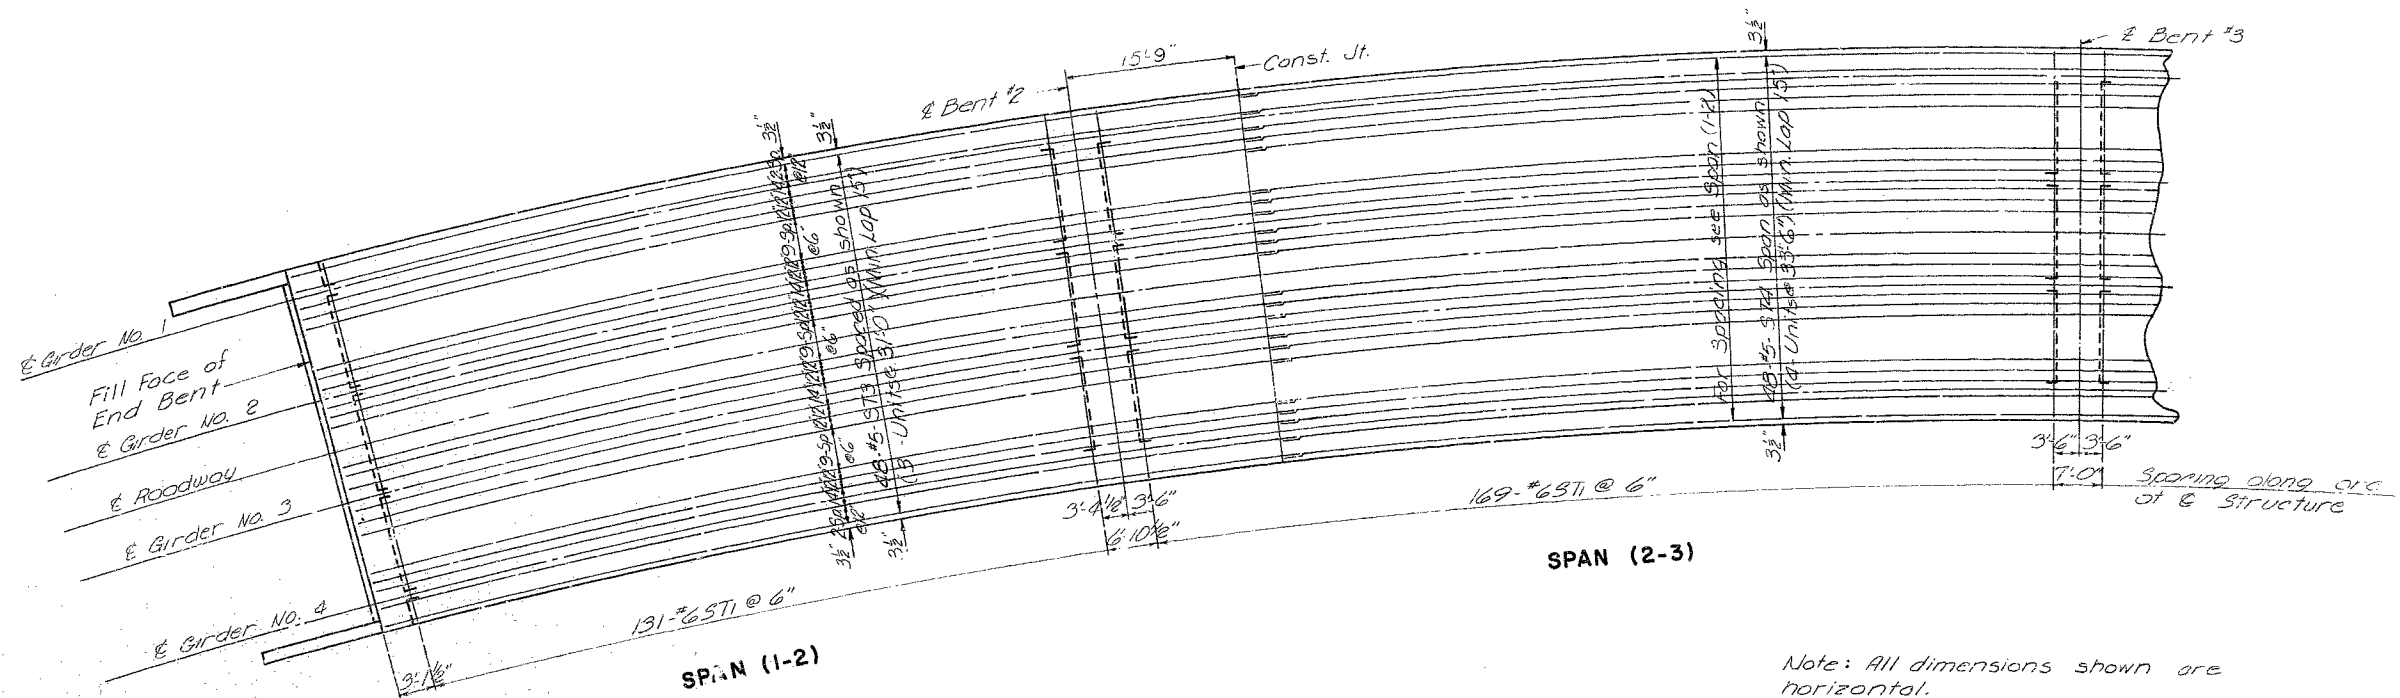 ℄ Bent #3
15'-9"
Const. Jt.
℄ Bent #2
3½"
3½"
3½"
For spacing see Span (1-2)
48-#5-ST4 Span as shown
(4-Units @ 33'-6") (Min. Lap 15")
48-#5-ST3 Spaced as shown
(3-Units @ 31'-0") (Min. Lap 15")
℄ Girder No. 1
Fill Face of
End Bent
℄ Girder No. 2
℄ Roadway
℄ Girder No. 3
℄ Girder No. 4
3½"
3½"
3½"
3'-4½"
3'-6"
6'-10½"
3'-6"
3'-6"
7'-0"
169-#6ST1 @ 6"
Spacing along arc
at ℄ Structure
131-#6ST1 @ 6"
3'-1½"
SPAN (1-2)
SPAN (2-3)
Note: All dimensions shown are
horizontal.